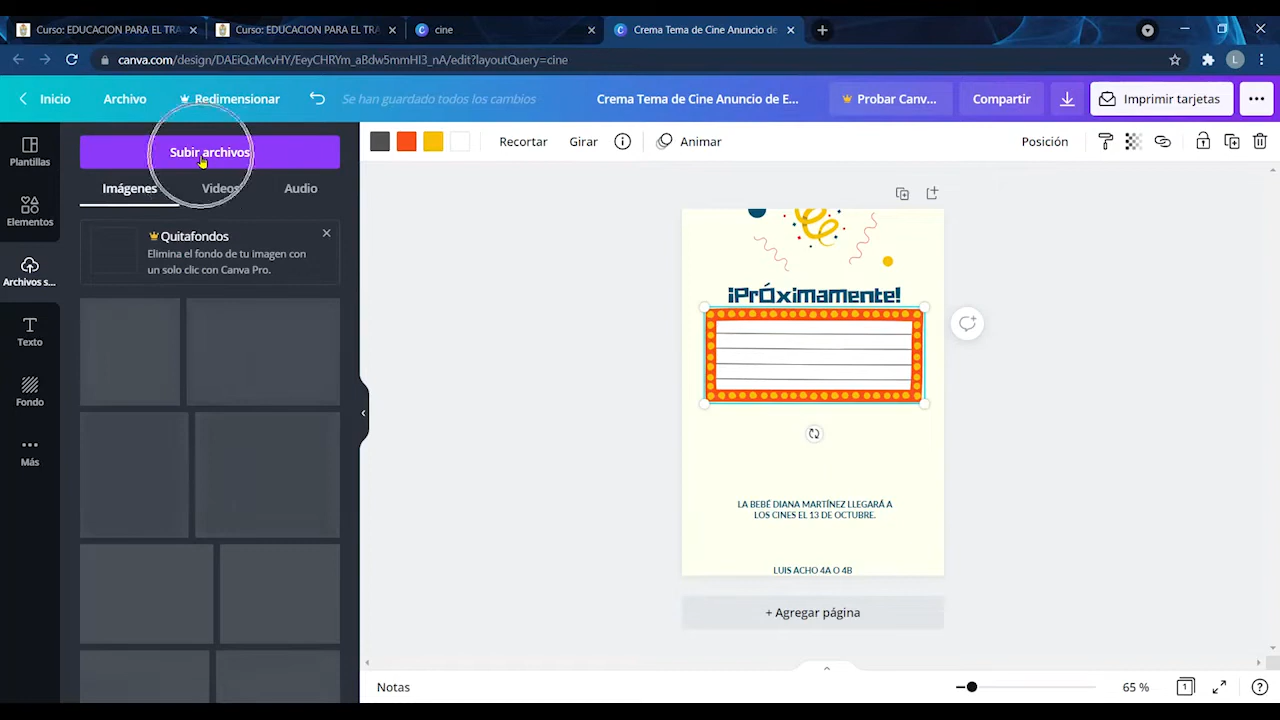 Curso: EDUCACION PARA EL TRA
Curso: EDUCACION PARA EL TRA
cine
Crema Tema de Cine Anuncio de
canva.com/design/DAEiQcMcvHY/EeyCHRYm_aBdw5mmHI3_nA/edit?layoutQuery=cine
L
Inicio
Archivo
Redimensionar
Se han guardado todos los cambios
Crema Tema de Cine Anuncio de E...
Probar Canv...
Compartir
Imprimir tarjetas
Plantillas
Elementos
Archivos s...
Texto
Fondo
Más
Subir archivos
Imágenes
Videos
Audio
Quitafondos
Elimina el fondo de tu imagen con
un solo clic con Canva Pro.
Recortar
Girar
Animar
Posición
¡PrÓximamente!
LA BEBÉ DIANA MARTÍNEZ LLEGARÁ A
LOS CINES EL 13 DE OCTUBRE.
LUIS ACHO 4A O 4B
+ Agregar página
Notas
65 %
1